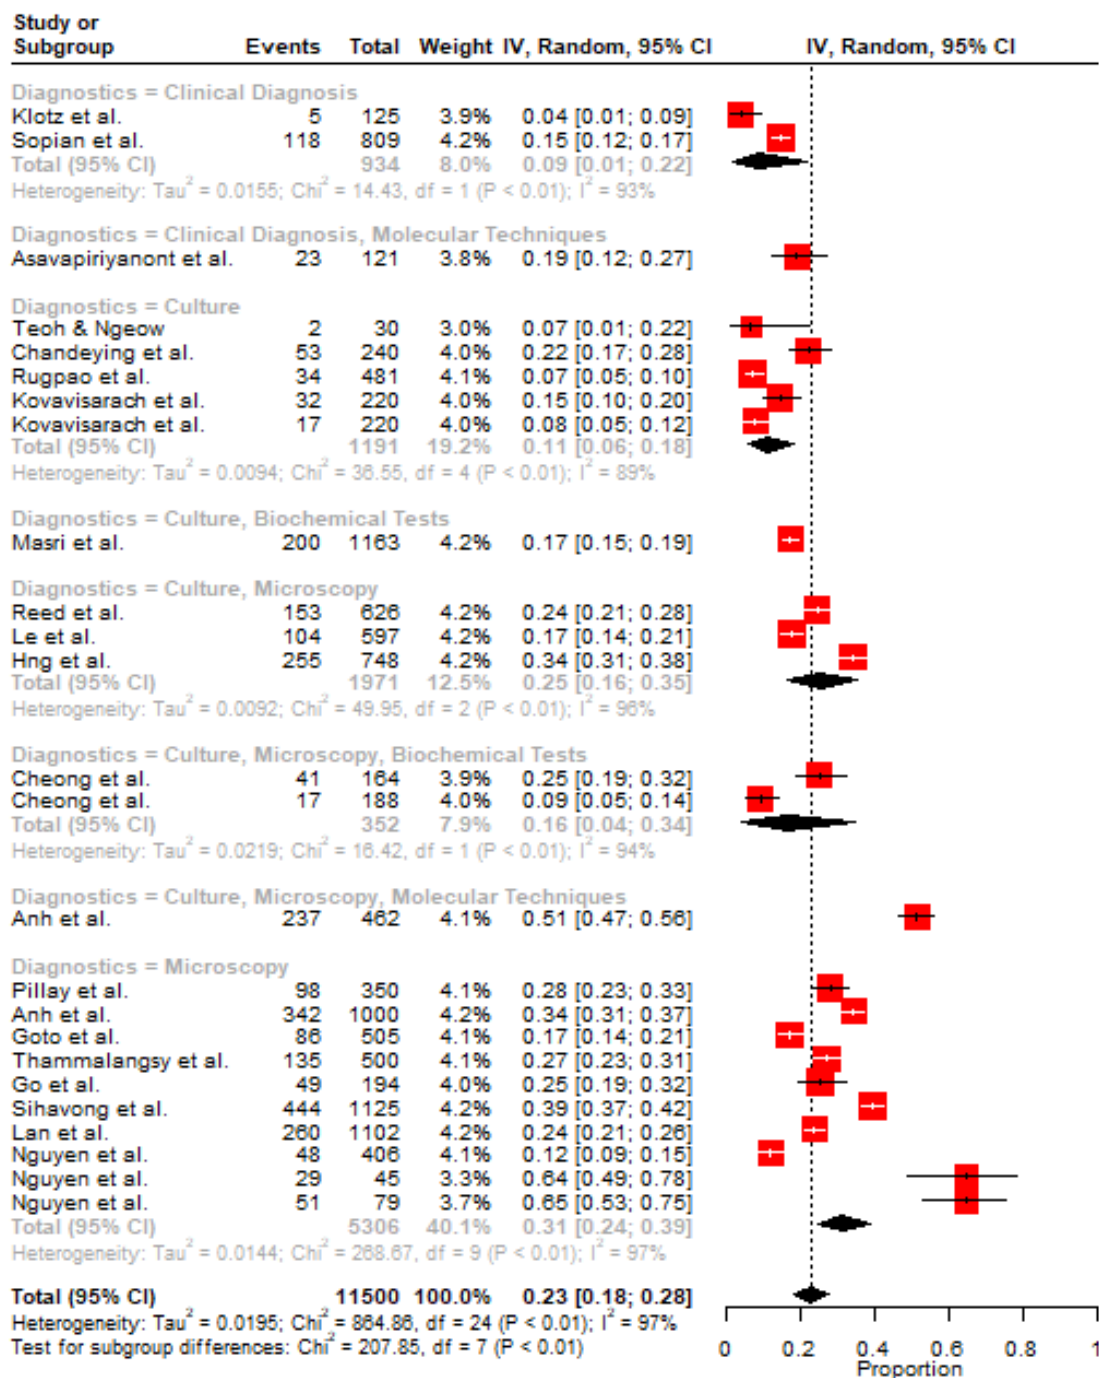 Study or
Subgroup Events Total Weight IV, Random, 95% CI IV, Random, 95% CI
Diagnostics = Clinical Diagnosis
Klotz et al. 5 125 3.9% 0.04 [0.01; 0.09]
Sopian et al. 118 809 4.2% 0.15 [0.12; 0.17]
Total (95% CI) 934 8.0% 0.09 [0.01; 0.22]
Heterogeneity: Tau² = 0.0155; Chi² = 14.43, df = 1 (P < 0.01); I² = 93%
Diagnostics = Clinical Diagnosis, Molecular Techniques
Asavapiriyanont et al. 23 121 3.8% 0.19 [0.12; 0.27]
Diagnostics = Culture
Teoh & Ngeow 2 30 3.0% 0.07 [0.01; 0.22]
Chandeying et al. 53 240 4.0% 0.22 [0.17; 0.28]
Rugpao et al. 34 481 4.1% 0.07 [0.05; 0.10]
Kovavisarach et al. 32 220 4.0% 0.15 [0.10; 0.20]
Kovavisarach et al. 17 220 4.0% 0.08 [0.05; 0.12]
Total (95% CI) 1191 19.2% 0.11 [0.06; 0.18]
Heterogeneity: Tau² = 0.0094; Chi² = 36.55, df = 4 (P < 0.01); I² = 89%
Diagnostics = Culture, Biochemical Tests
Masri et al. 200 1163 4.2% 0.17 [0.15; 0.19]
Diagnostics = Culture, Microscopy
Reed et al. 153 626 4.2% 0.24 [0.21; 0.28]
Le et al. 104 597 4.2% 0.17 [0.14; 0.21]
Hng et al. 255 748 4.2% 0.34 [0.31; 0.38]
Total (95% CI) 1971 12.5% 0.25 [0.16; 0.35]
Heterogeneity: Tau² = 0.0092; Chi² = 49.95, df = 2 (P < 0.01); I² = 96%
Diagnostics = Culture, Microscopy, Biochemical Tests
Cheong et al. 41 164 3.9% 0.25 [0.19; 0.32]
Cheong et al. 17 188 4.0% 0.09 [0.05; 0.14]
Total (95% CI) 352 7.9% 0.16 [0.04; 0.34]
Heterogeneity: Tau² = 0.0219; Chi² = 16.42, df = 1 (P < 0.01); I² = 94%
Diagnostics = Culture, Microscopy, Molecular Techniques
Anh et al. 237 462 4.1% 0.51 [0.47; 0.56]
Diagnostics = Microscopy
Pillay et al. 98 350 4.1% 0.28 [0.23; 0.33]
Anh et al. 342 1000 4.2% 0.34 [0.31; 0.37]
Goto et al. 86 505 4.1% 0.17 [0.14; 0.21]
Thammalangsy et al. 135 500 4.1% 0.27 [0.23; 0.31]
Go et al. 49 194 4.0% 0.25 [0.19; 0.32]
Sihavong et al. 444 1125 4.2% 0.39 [0.37; 0.42]
Lan et al. 260 1102 4.2% 0.24 [0.21; 0.26]
Nguyen et al. 48 406 4.1% 0.12 [0.09; 0.15]
Nguyen et al. 29 45 3.3% 0.64 [0.49; 0.78]
Nguyen et al. 51 79 3.7% 0.65 [0.53; 0.75]
Total (95% CI) 5306 40.1% 0.31 [0.24; 0.39]
Heterogeneity: Tau² = 0.0144; Chi² = 268.67, df = 9 (P < 0.01); I² = 97%
Total (95% CI) 11500 100.0% 0.23 [0.18; 0.28]
Heterogeneity: Tau² = 0.0195; Chi² = 864.86, df = 24 (P < 0.01); I² = 97%
Test for subgroup differences: Chi² = 207.85, df = 7 (P < 0.01)
0 0.2 0.4 0.6 0.8 1
Proportion